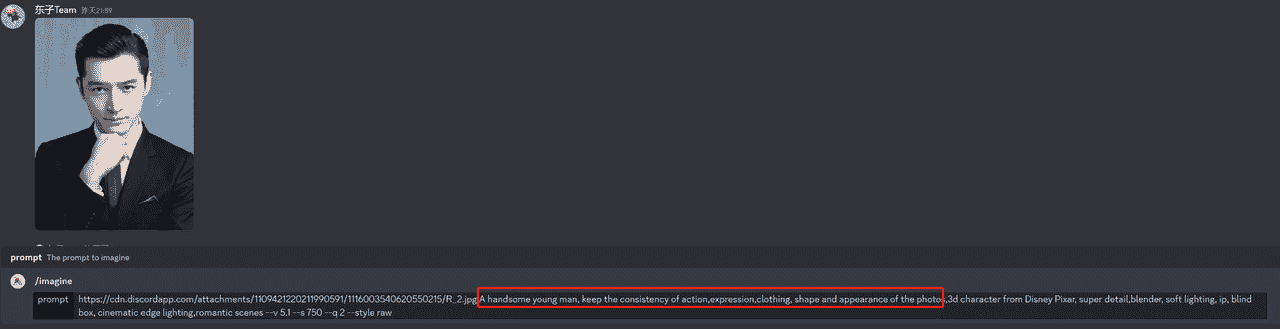 东子Team 昨天21:59
prompt The prompt to imagine
/imagine
prompt https://cdn.discordapp.com/attachments/1109421220211990591/1116003540620550215/R_2.jpg A handsome young man, keep the consistency of action,expression,clothing, shape and appearance of the photos,3d character from Disney Pixar, super detail,blender, soft lighting, ip, blind
box, cinematic edge lighting,romantic scenes --v 5.1 --s 750 --q 2 --style raw